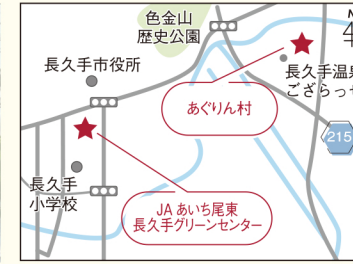 色金山
歴史公園
長久手市役所
長久手温泉
ござらっせ
あぐりん村
215
長久手
小学校
JA あいち尾東
長久手グリーンセンター